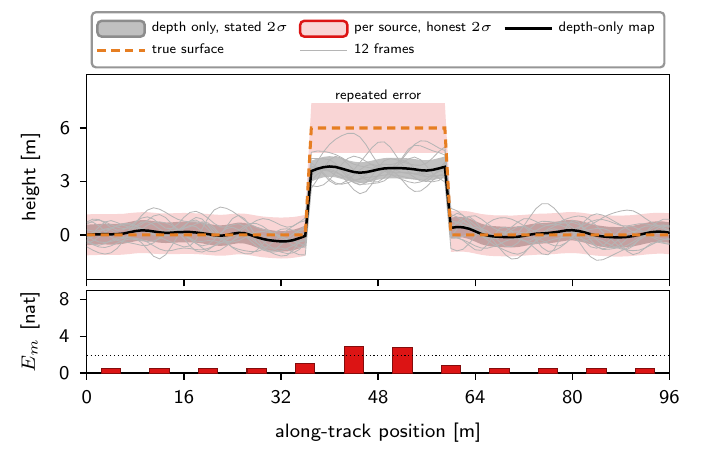 depth only, stated 2σ
per source, honest 2σ
depth-only map
true surface
12 frames
repeated error
height [m]
6
3
0
E_m [nat]
8
4
0
0 16 32 48 64 80 96
along-track position [m]